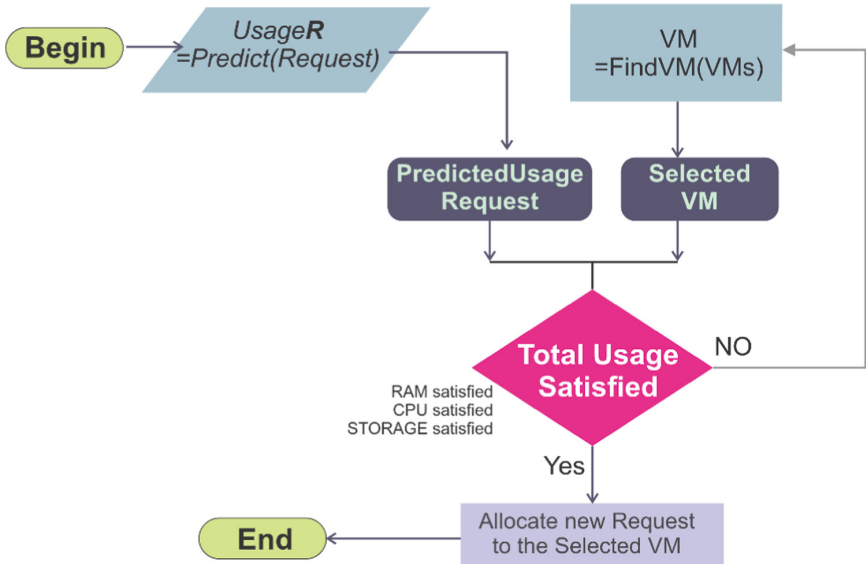 Begin
UsageR
=Predict(Request)
VM
=FindVM(VMs)
PredictedUsage
Request
Selected
VM
Total Usage
Satisfied
NO
RAM satisfied
CPU satisfied
STORAGE satisfied
Yes
Allocate new Request
to the Selected VM
End